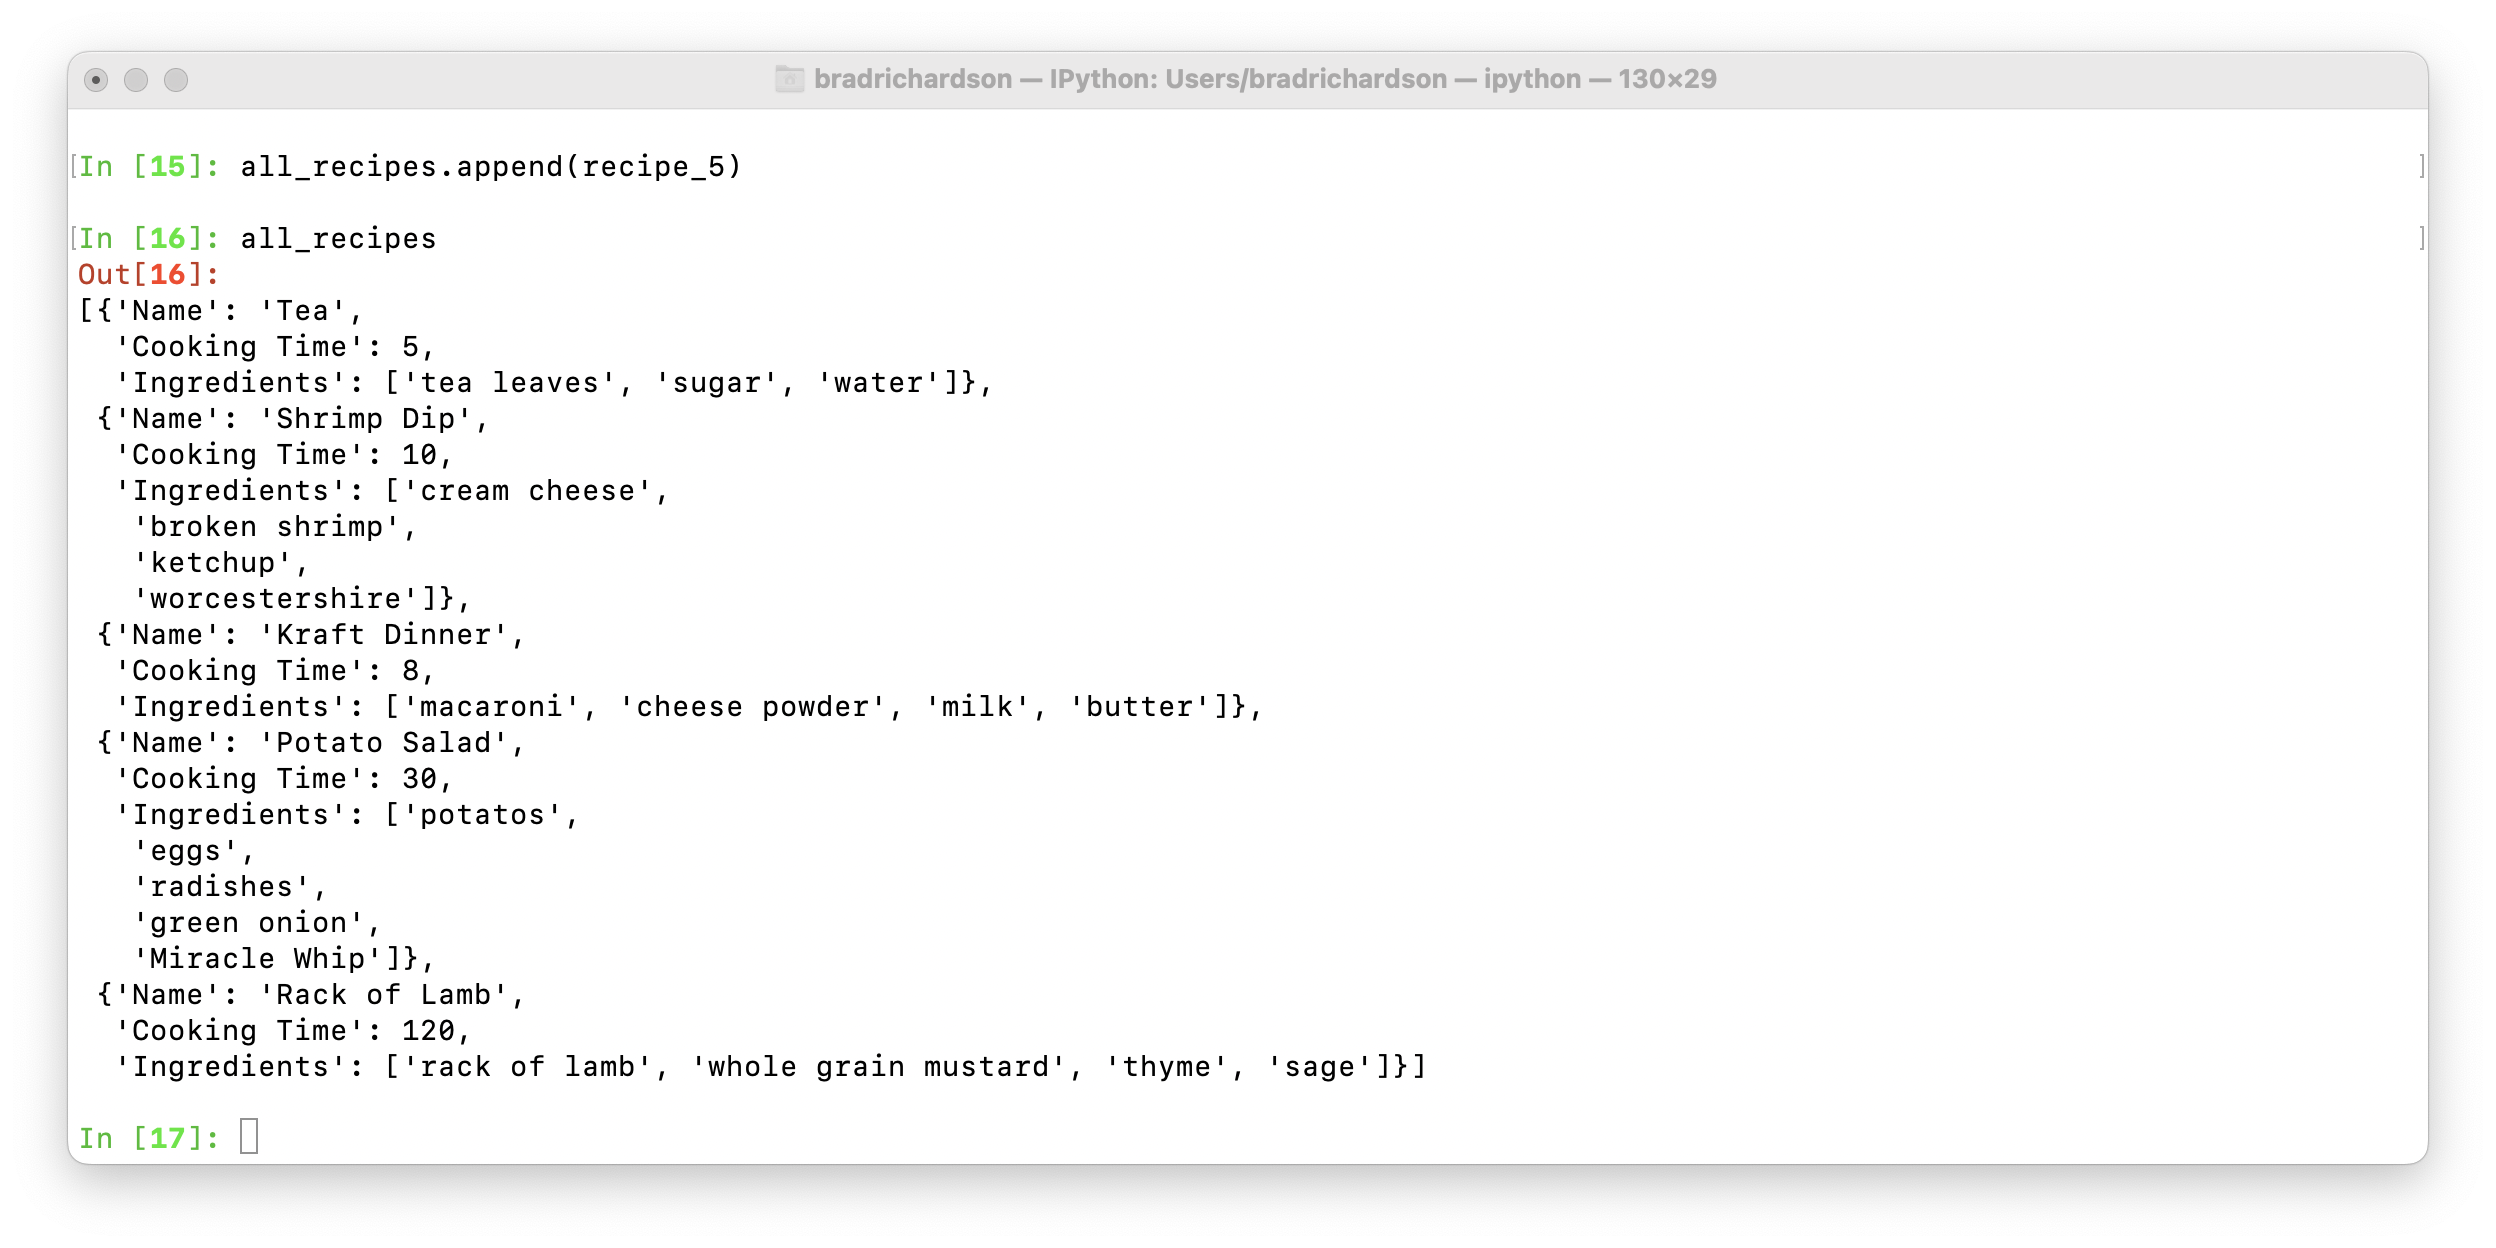 bradrichardson — IPython: Users/bradrichardson — ipython — 130×29
[In [15]: all_recipes.append(recipe_5) ]
[In [16]: all_recipes ]
Out[16]:
[{'Name': 'Tea',
'Cooking Time': 5,
'Ingredients': ['tea leaves', 'sugar', 'water']},
{'Name': 'Shrimp Dip',
'Cooking Time': 10,
'Ingredients': ['cream cheese',
'broken shrimp',
'ketchup',
'worcestershire']},
{'Name': 'Kraft Dinner',
'Cooking Time': 8,
'Ingredients': ['macaroni', 'cheese powder', 'milk', 'butter']},
{'Name': 'Potato Salad',
'Cooking Time': 30,
'Ingredients': ['potatos',
'eggs',
'radishes',
'green onion',
'Miracle Whip']},
{'Name': 'Rack of Lamb',
'Cooking Time': 120,
'Ingredients': ['rack of lamb', 'whole grain mustard', 'thyme', 'sage']}]
In [17]: